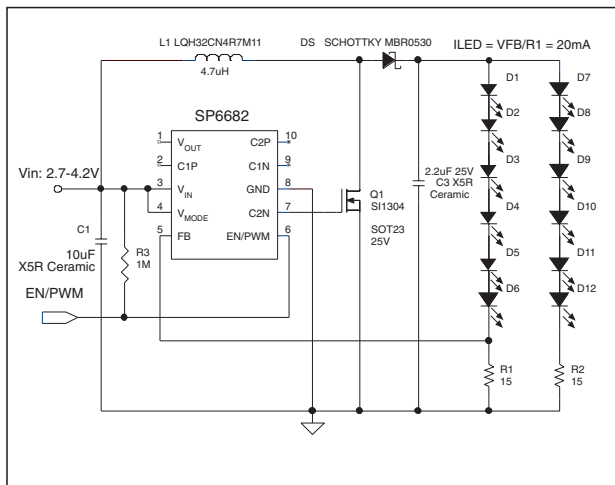 L1 LQH32CN4R7M11
4.7uH
DS SCHOTTKY MBR0530
ILED = VFB/R1 = 20mA
SP6682
1 VOUT C2P 10
2 C1P C1N 9
3 VIN GND 8
4 VMODE C2N 7
5 FB EN/PWM 6
Vin: 2.7-4.2V
C1
10uF
X5R Ceramic
R3
1M
EN/PWM
Q1
SI1304
SOT23
25V
2.2uF 25V
C3 X5R
Ceramic
D1
D2
D3
D4
D5
D6
D7
D8
D9
D10
D11
D12
R1
15
R2
15